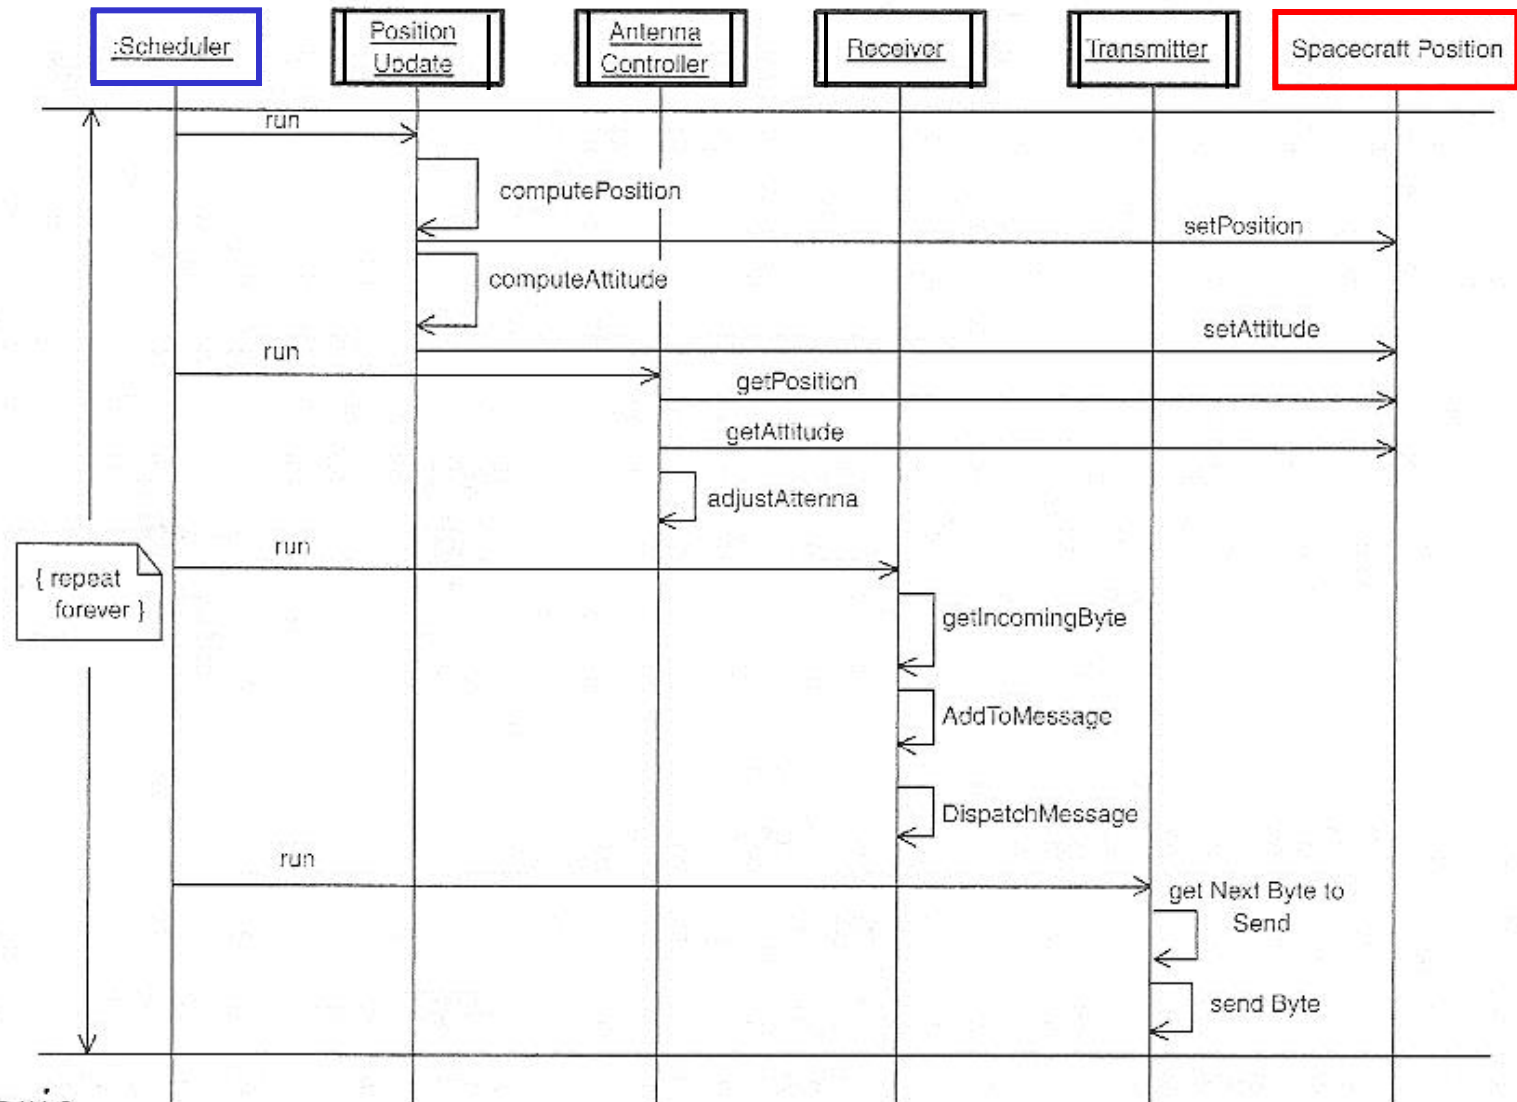 :Scheduler
Position
Update
Antenna
Controller
Receiver
Transmitter
Spacecraft Position
run
computePosition
setPosition
computeAttitude
setAttitude
run
getPosition
getAttitude
adjustAttenna
run
{ repeat
forever }
getIncomingByte
AddToMessage
DispatchMessage
run
get Next Byte to
Send
send Byte